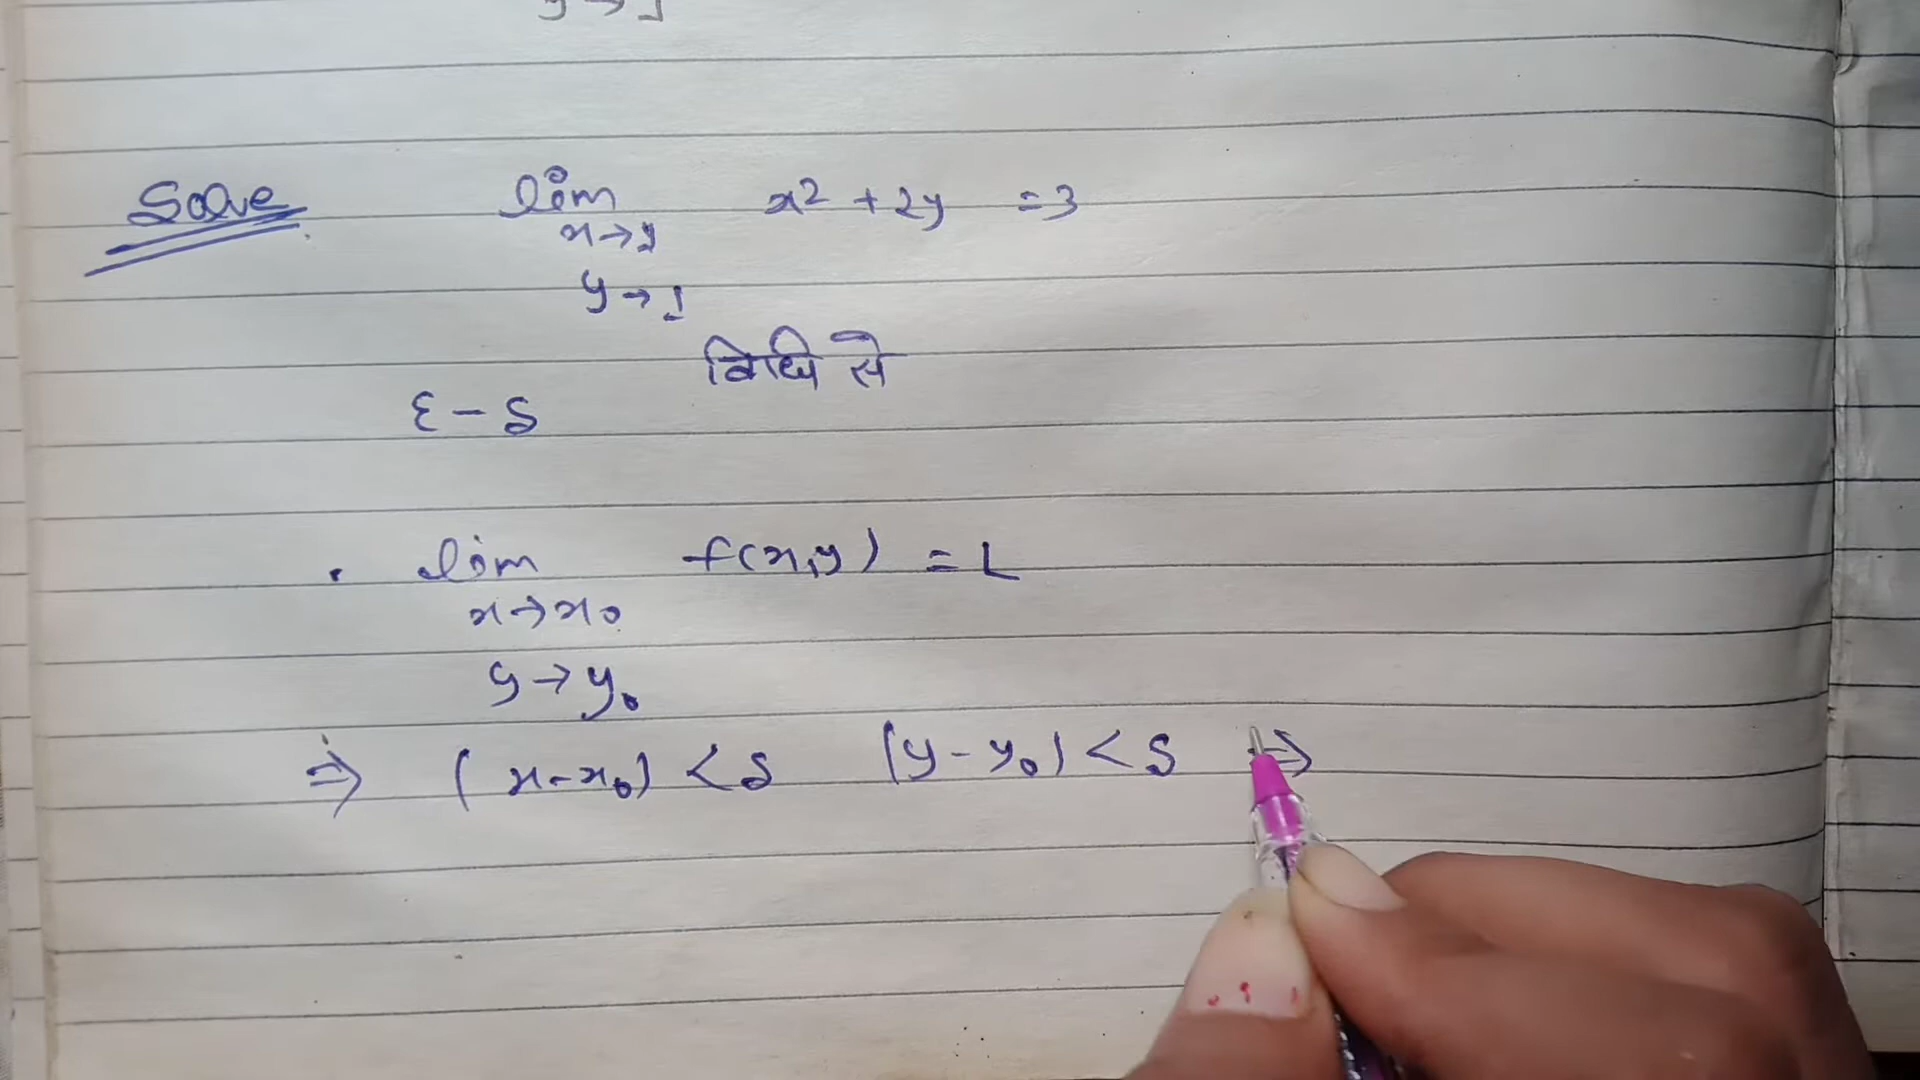 Solve lim x² + 2y = 3
x→1
y→1
विधि से
ε - δ
lim f(x,y) = L
x→x₀
y→y₀
⇒ (x-x₀) < δ (y-y₀) < δ ⇒